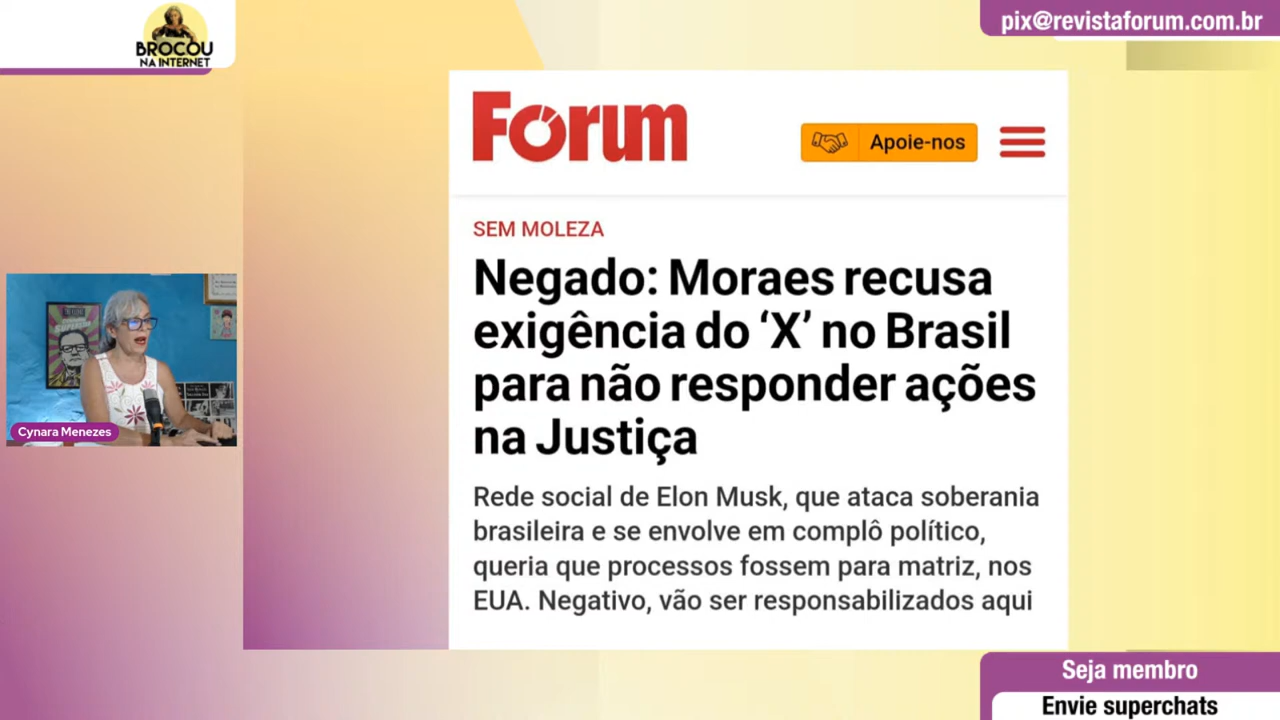 BROCOU
NA INTERNET
pix@revistaforum.com.br
Forum
Apoie-nos
SEM MOLEZA
Negado: Moraes recusa
exigência do ‘X’ no Brasil
para não responder ações
na Justiça
Rede social de Elon Musk, que ataca soberania
brasileira e se envolve em complô político,
queria que processos fossem para matriz, nos
EUA. Negativo, vão ser responsabilizados aqui
Cynara Menezes
Seja membro
Envie superchats